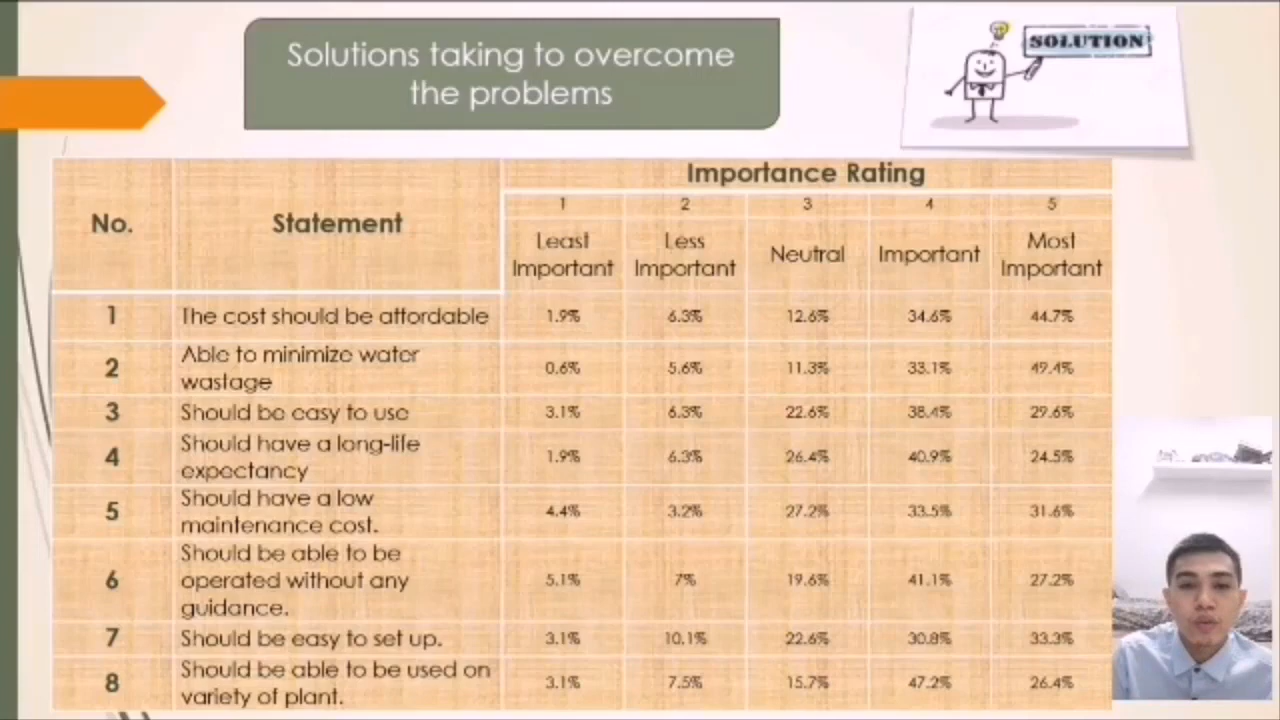 Solutions taking to overcome
the problems
SOLUTION
No.
Statement
Importance Rating
1 2 3 4 5
Least Important
Less Important
Neutral
Important
Most Important
1 The cost should be affordable 1.9% 6.3% 12.6% 34.6% 44.7%
2 Able to minimize water wastage 0.6% 5.6% 11.3% 33.1% 49.4%
3 Should be easy to use 3.1% 6.3% 22.6% 38.4% 29.6%
4 Should have a long-life expectancy 1.9% 6.3% 26.4% 40.9% 24.5%
5 Should have a low maintenance cost. 4.4% 3.2% 27.2% 33.5% 31.6%
6 Should be able to be operated without any guidance. 5.1% 7% 19.6% 41.1% 27.2%
7 Should be easy to set up. 3.1% 10.1% 22.6% 30.8% 33.3%
8 Should be able to be used on variety of plant. 3.1% 7.5% 15.7% 47.2% 26.4%